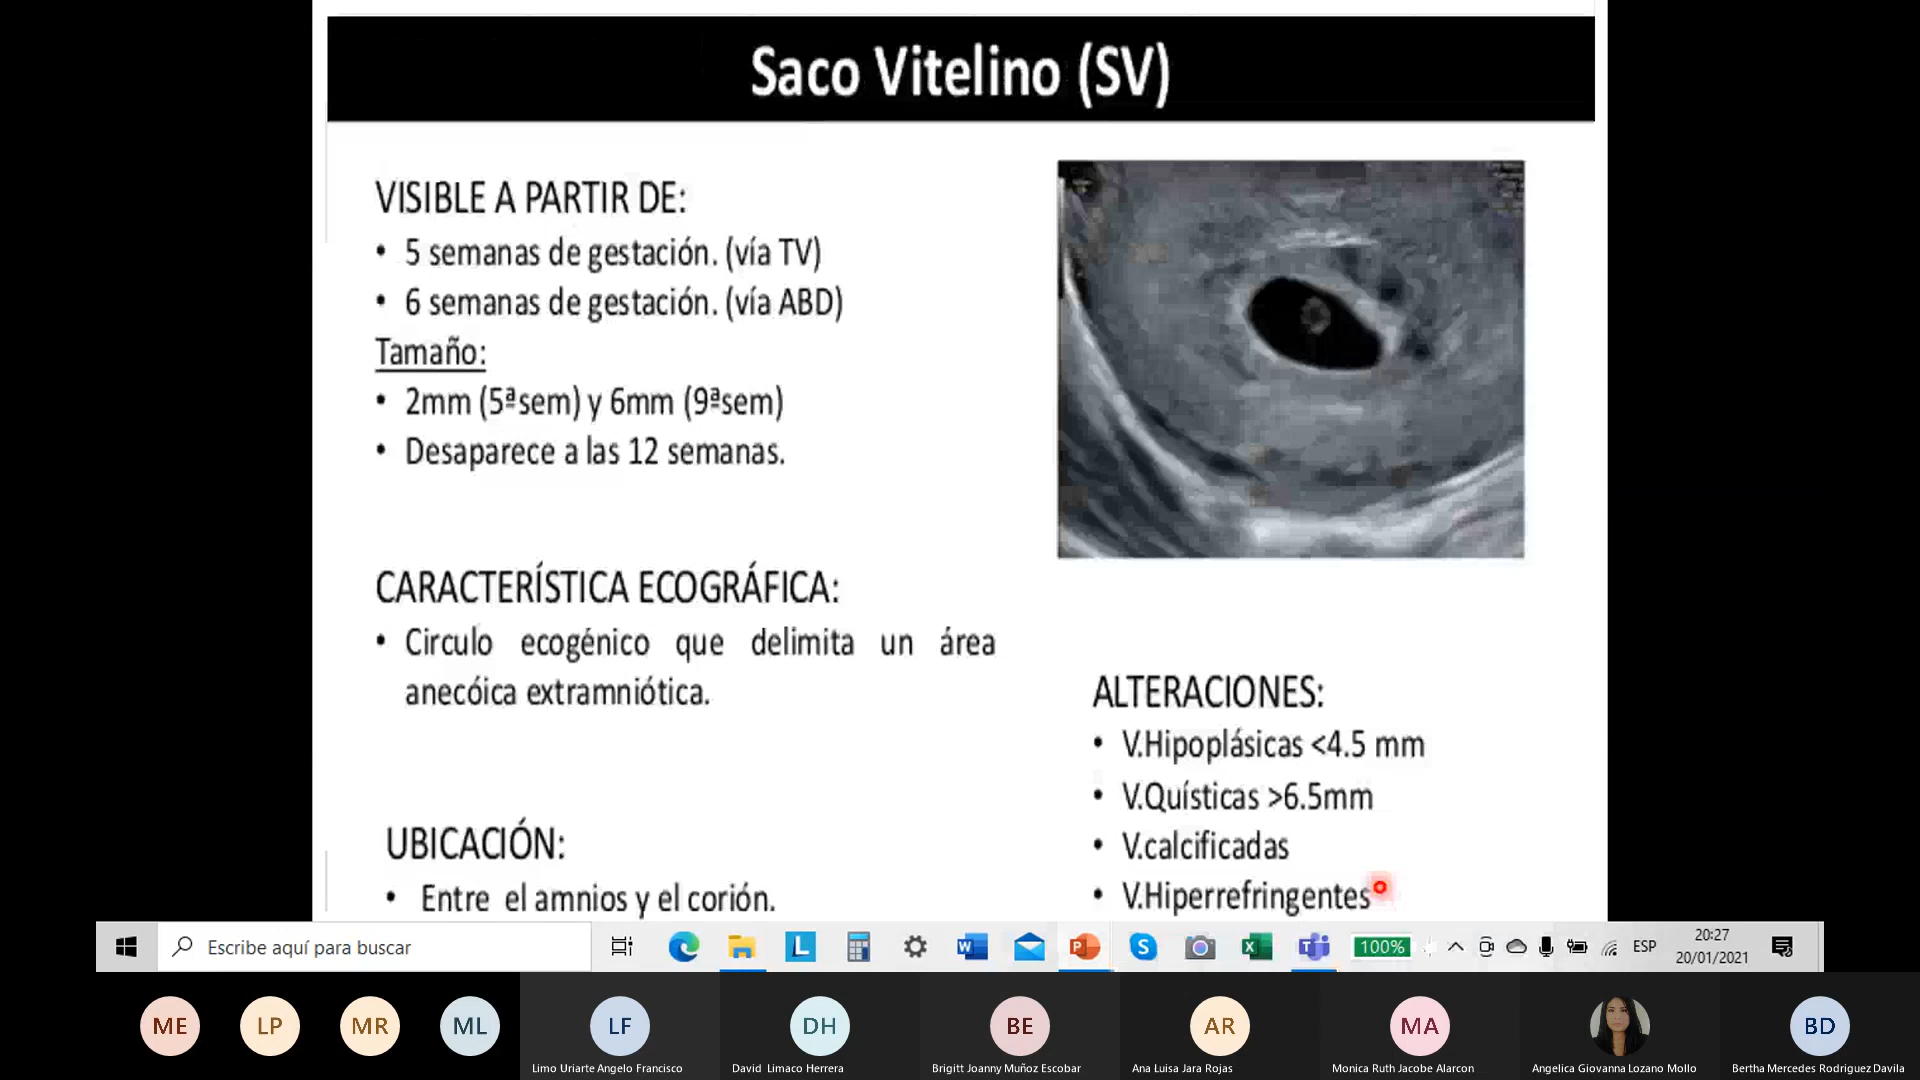 Saco Vitelino (SV)
VISIBLE A PARTIR DE:
• 5 semanas de gestación. (vía TV)
• 6 semanas de gestación. (vía ABD)
Tamaño:
• 2mm (5ªsem) y 6mm (9ªsem)
• Desaparece a las 12 semanas.
CARACTERÍSTICA ECOGRÁFICA:
• Circulo ecogénico que delimita un área
anecóica extramniótica.
UBICACIÓN:
• Entre el amnios y el corión.
ALTERACIONES:
• V.Hipoplásicas <4.5 mm
• V.Quísticas >6.5mm
• V.calcificadas
• V.Hiperrefringentes
Escribe aquí para buscar
100%
ESP
20:27
20/01/2021
ME
LP
MR
ML
LF
DH
BE
AR
MA
BD
Limo Uriarte Angelo Francisco
David Limaco Herrera
Brigitt Joanny Muñoz Escobar
Ana Luisa Jara Rojas
Monica Ruth Jacobe Alarcon
Angelica Giovanna Lozano Mollo
Bertha Mercedes Rodriguez Davila